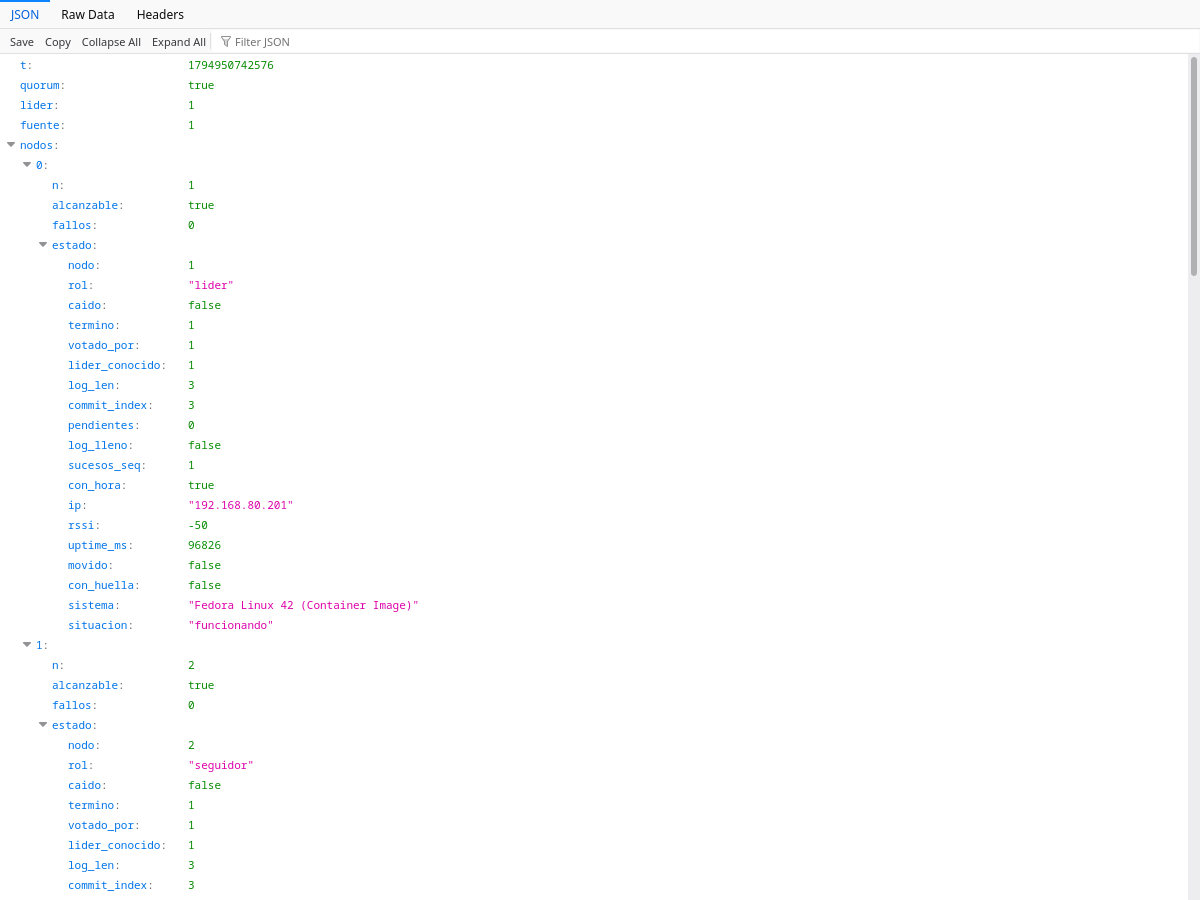 JSON Raw Data Headers
Save Copy Collapse All Expand All Filter JSON
t: 1794950742576
quorum: true
lider: 1
fuente: 1
nodos:
0:
n: 1
alcanzable: true
fallos: 0
estado:
nodo: 1
rol: "lider"
caido: false
termino: 1
votado_por: 1
lider_conocido: 1
log_len: 3
commit_index: 3
pendientes: 0
log_lleno: false
sucesos_seq: 1
con_hora: true
ip: "192.168.80.201"
rssi: -50
uptime_ms: 96826
movido: false
con_huella: false
sistema: "Fedora Linux 42 (Container Image)"
situacion: "funcionando"
1:
n: 2
alcanzable: true
fallos: 0
estado:
nodo: 2
rol: "seguidor"
caido: false
termino: 1
votado_por: 1
lider_conocido: 1
log_len: 3
commit_index: 3